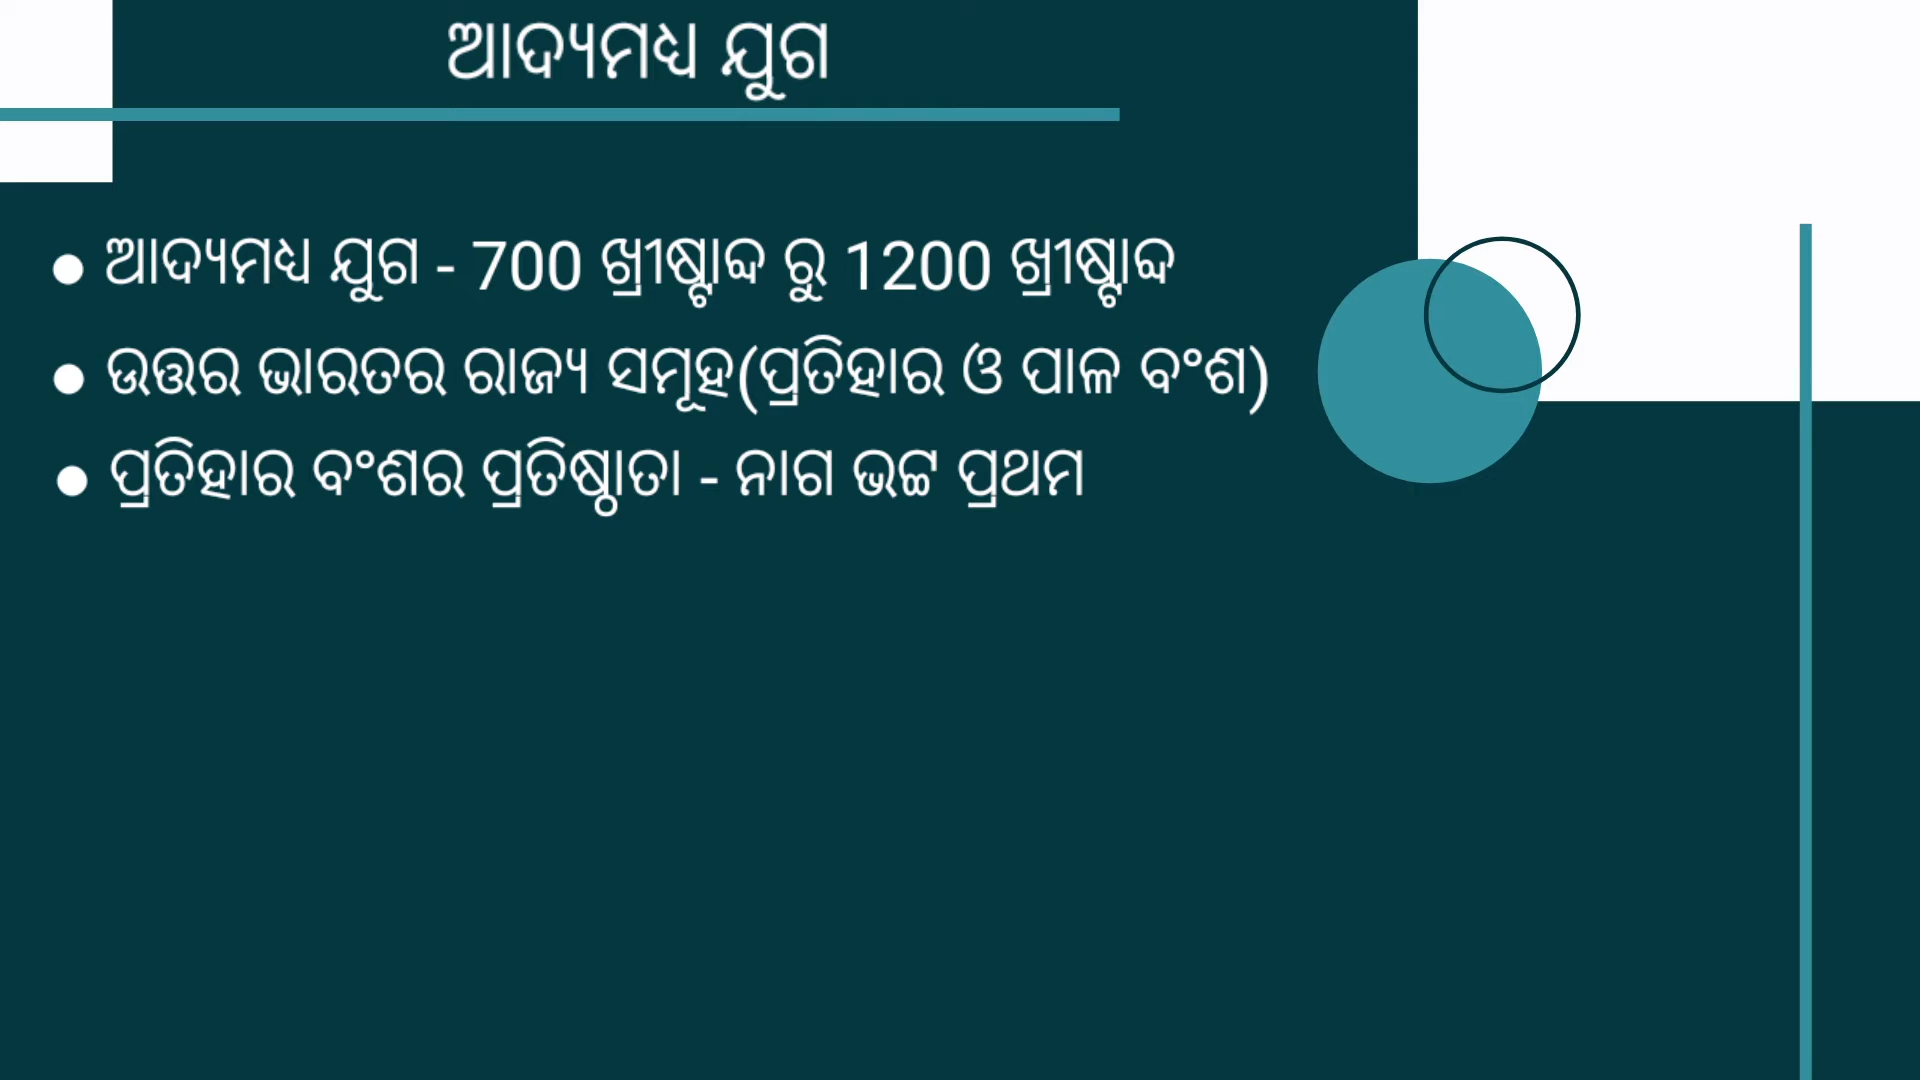 ଆଦ୍ୟମଧ୍ୟ ଯୁଗ
● ଆଦ୍ୟମଧ୍ୟ ଯୁଗ - 700 ଖ୍ରୀଷ୍ଟାବ୍ଦ ରୁ 1200 ଖ୍ରୀଷ୍ଟାବ୍ଦ
● ଉତ୍ତର ଭାରତର ରାଜ୍ୟ ସମୂହ(ପ୍ରତିହାର ଓ ପାଳ ବଂଶ)
● ପ୍ରତିହାର ବଂଶର ପ୍ରତିଷ୍ଠାତା - ନାଗ ଭଟ୍ଟ ପ୍ରଥମ